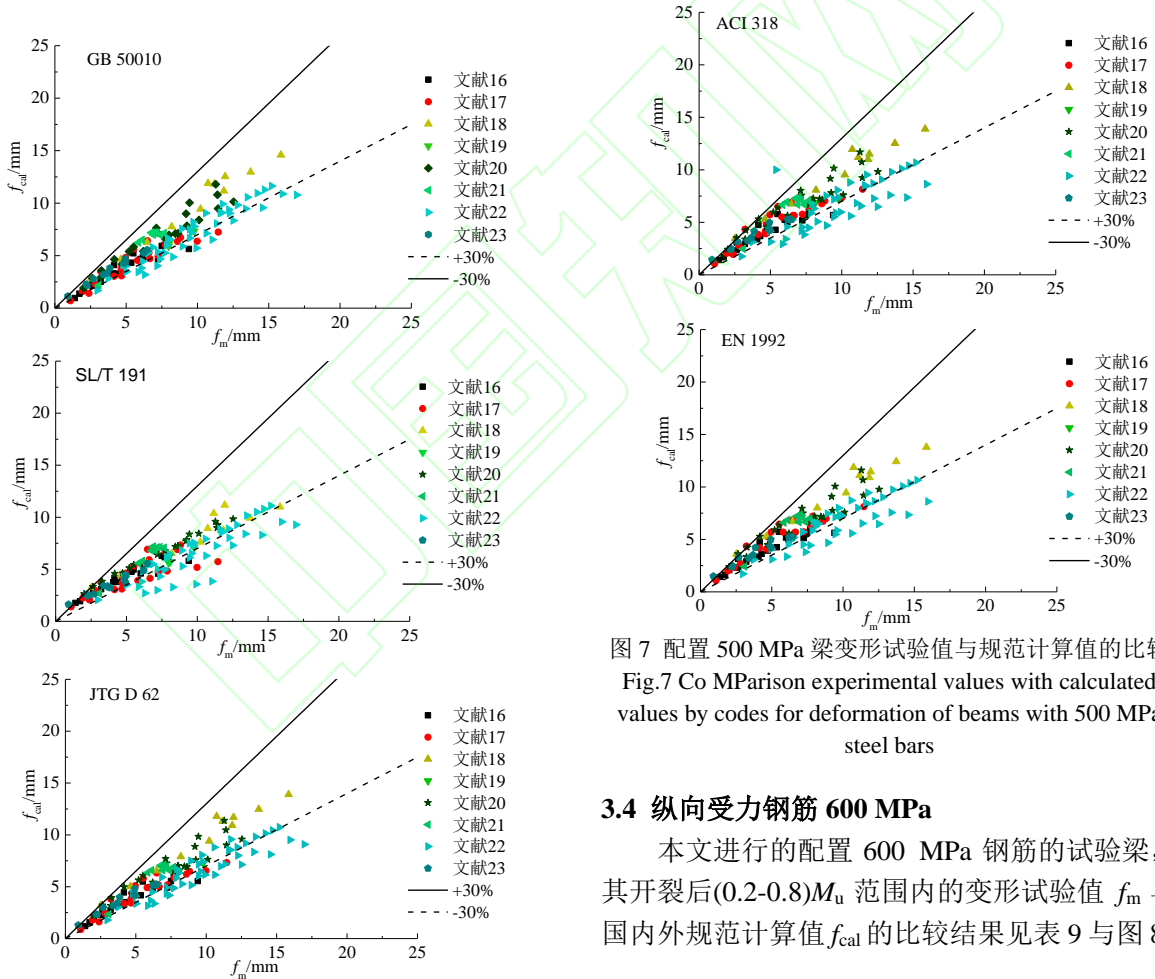 GB 50010
25
20
15
10
5
0
f_cal/mm
0 5 10 15 20 25
f_m/mm
文献16
文献17
文献18
文献19
文献20
文献21
文献22
文献23
+30%
-30%
SL/T 191
25
20
15
10
5
0
f_cal/mm
0 5 10 15 20 25
f_m/mm
文献16
文献17
文献18
文献19
文献20
文献21
文献22
文献23
+30%
-30%
JTG D 62
25
20
15
10
5
0
f_cal/mm
0 5 10 15 20 25
f_m/mm
文献16
文献17
文献18
文献19
文献20
文献21
文献22
文献23
+30%
-30%
ACI 318
25
20
15
10
5
0
f_cal/mm
0 5 10 15 20 25
f_m/mm
文献16
文献17
文献18
文献19
文献20
文献21
文献22
文献23
+30%
-30%
EN 1992
25
20
15
10
5
0
f_cal/mm
0 5 10 15 20 25
f_m/mm
文献16
文献17
文献18
文献19
文献20
文献21
文献22
文献23
+30%
-30%
图 7 配置 500 MPa 梁变形试验值与规范计算值的比较
Fig.7 Co MParison experimental values with calculated
values by codes for deformation of beams with 500 MPa
steel bars
3.4 纵向受力钢筋 600 MPa
本文进行的配置 600 MPa 钢筋的试验梁，
其开裂后(0.2-0.8)M_u 范围内的变形试验值 f_m
国内外规范计算值 f_cal 的比较结果见表 9 与图 8